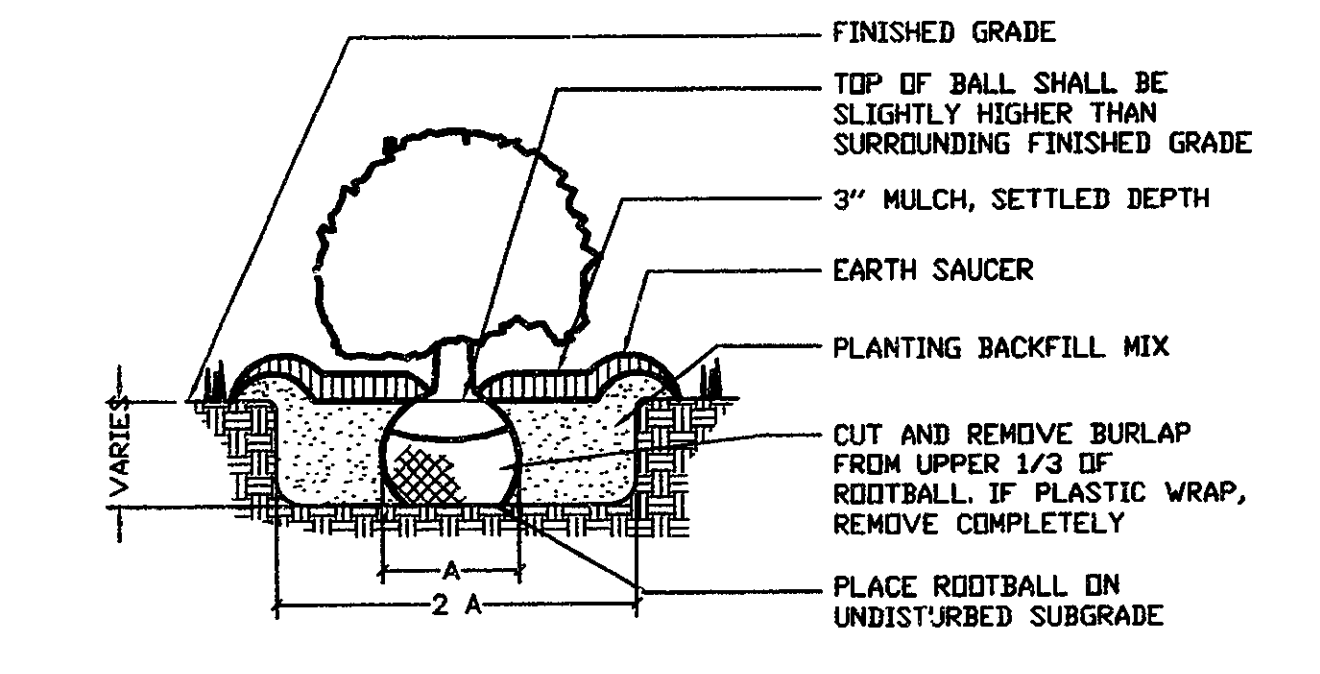 FINISHED GRADE
TOP OF BALL SHALL BE
SLIGHTLY HIGHER THAN
SURROUNDING FINISHED GRADE
3" MULCH, SETTLED DEPTH
EARTH SAUCER
PLANTING BACKFILL MIX
CUT AND REMOVE BURLAP
FROM UPPER 1/3 OF
ROOTBALL. IF PLASTIC WRAP,
REMOVE COMPLETELY
PLACE ROOTBALL ON
UNDISTURBED SUBGRADE
VARIES
A
2 A